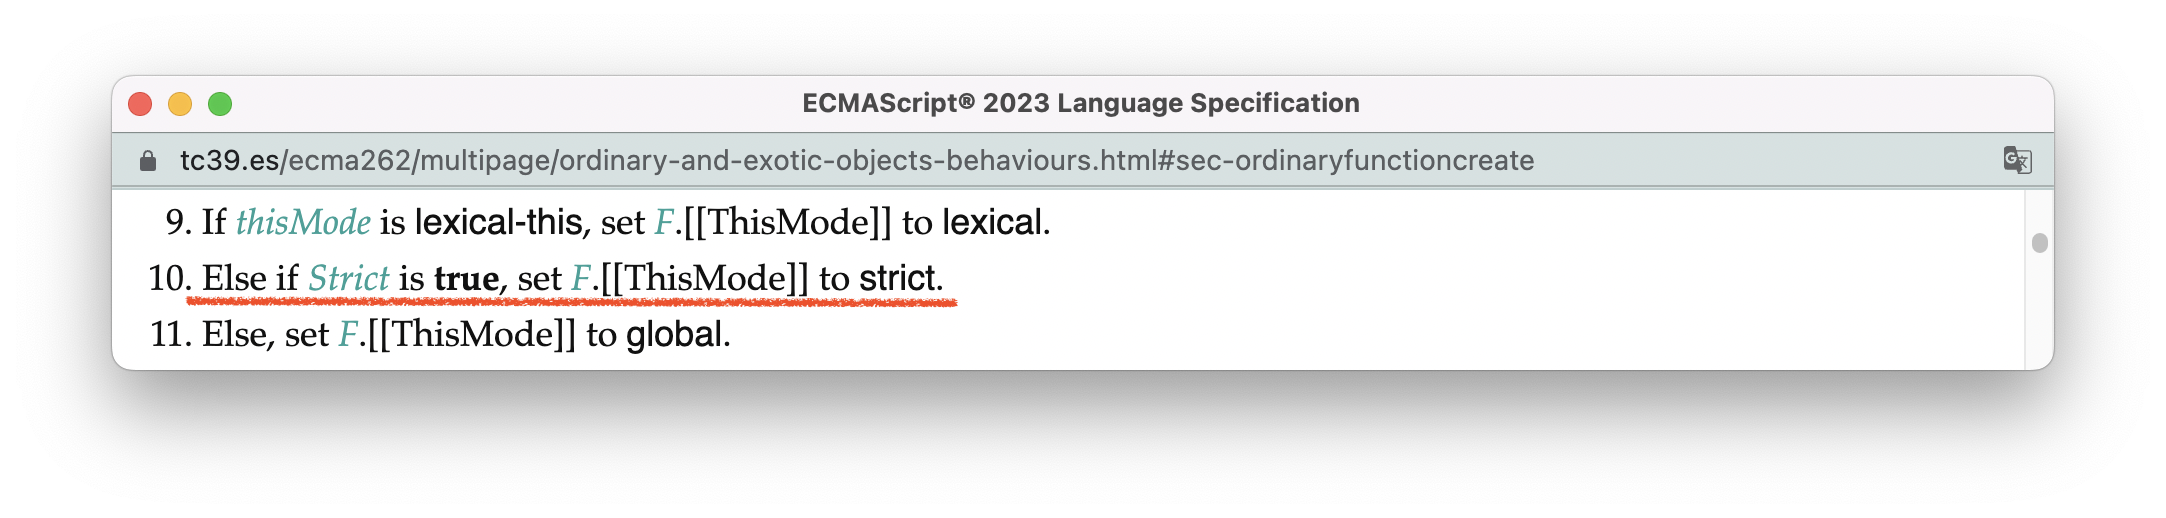 ECMAScript® 2023 Language Specification
tc39.es/ecma262/multipage/ordinary-and-exotic-objects-behaviours.html#sec-ordinaryfunctioncreate
9. If thisMode is lexical-this, set F.[[ThisMode]] to lexical.
10. Else if Strict is true, set F.[[ThisMode]] to strict.
11. Else, set F.[[ThisMode]] to global.